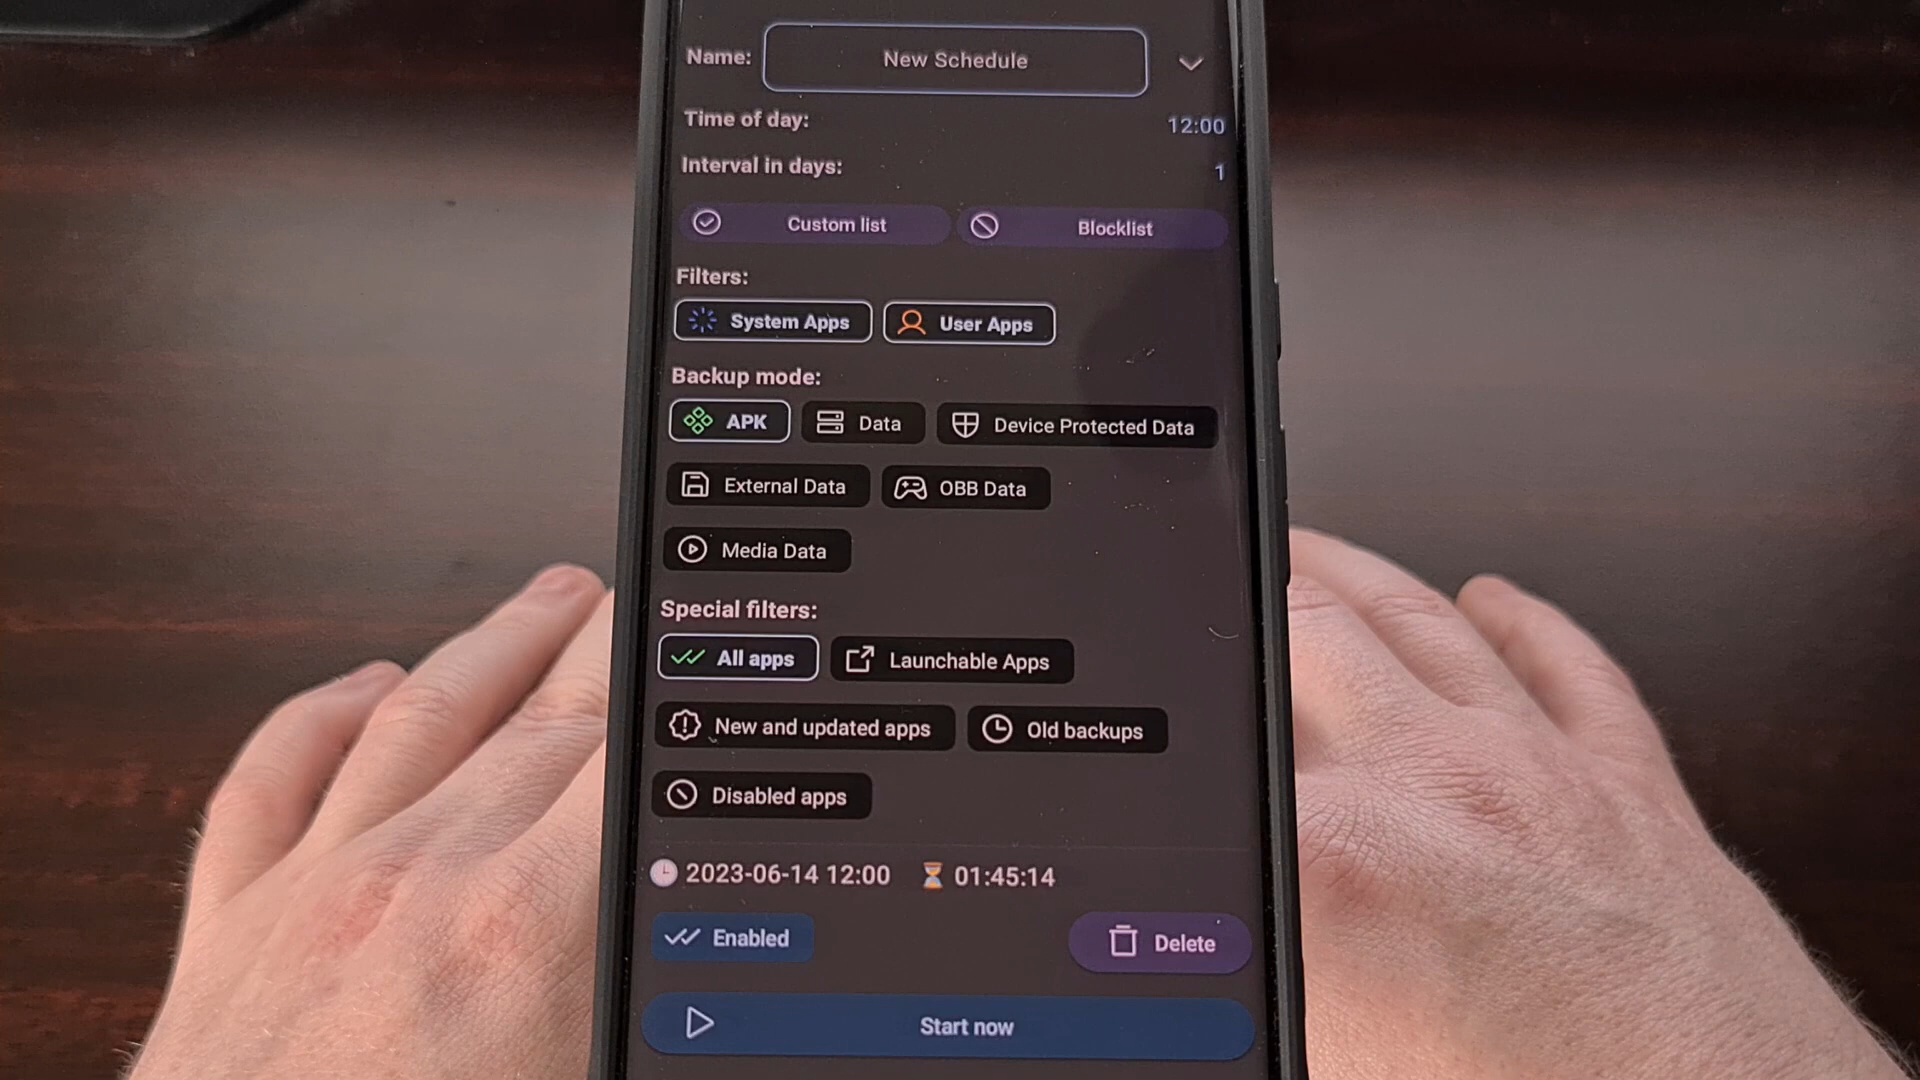 Name: New Schedule
Time of day: 12:00
Interval in days: 1
Custom list Blocklist
Filters:
System Apps User Apps
Backup mode:
APK Data Device Protected Data
External Data OBB Data
Media Data
Special filters:
All apps Launchable Apps
New and updated apps Old backups
Disabled apps
2023-06-14 12:00 01:45:14
Enabled Delete
Start now